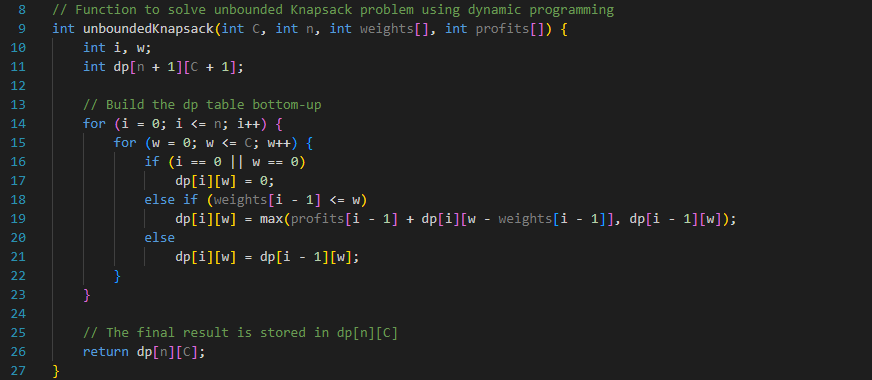 8 // Function to solve unbounded Knapsack problem using dynamic programming
9 int unboundedKnapsack(int C, int n, int weights[], int profits[]) {
10     int i, w;
11     int dp[n + 1][C + 1];
12
13     // Build the dp table bottom-up
14     for (i = 0; i <= n; i++) {
15         for (w = 0; w <= C; w++) {
16             if (i == 0 || w == 0)
17                 dp[i][w] = 0;
18             else if (weights[i - 1] <= w)
19                 dp[i][w] = max(profits[i - 1] + dp[i][w - weights[i - 1]], dp[i - 1][w]);
20             else
21                 dp[i][w] = dp[i - 1][w];
22         }
23     }
24
25     // The final result is stored in dp[n][C]
26     return dp[n][C];
27 }